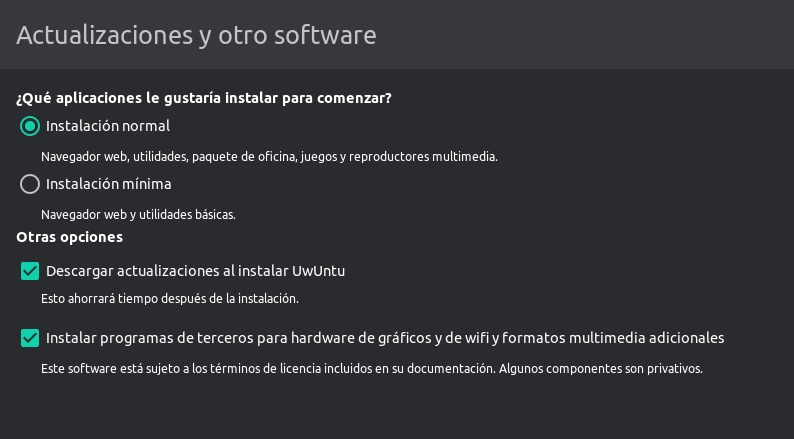 Actualizaciones y otro software
¿Qué aplicaciones le gustaría instalar para comenzar?
Instalación normal
Navegador web, utilidades, paquete de oficina, juegos y reproductores multimedia.
Instalación mínima
Navegador web y utilidades básicas.
Otras opciones
Descargar actualizaciones al instalar UwUntu
Esto ahorrará tiempo después de la instalación.
Instalar programas de terceros para hardware de gráficos y de wifi y formatos multimedia adicionales
Este software está sujeto a los términos de licencia incluidos en su documentación. Algunos componentes son privativos.